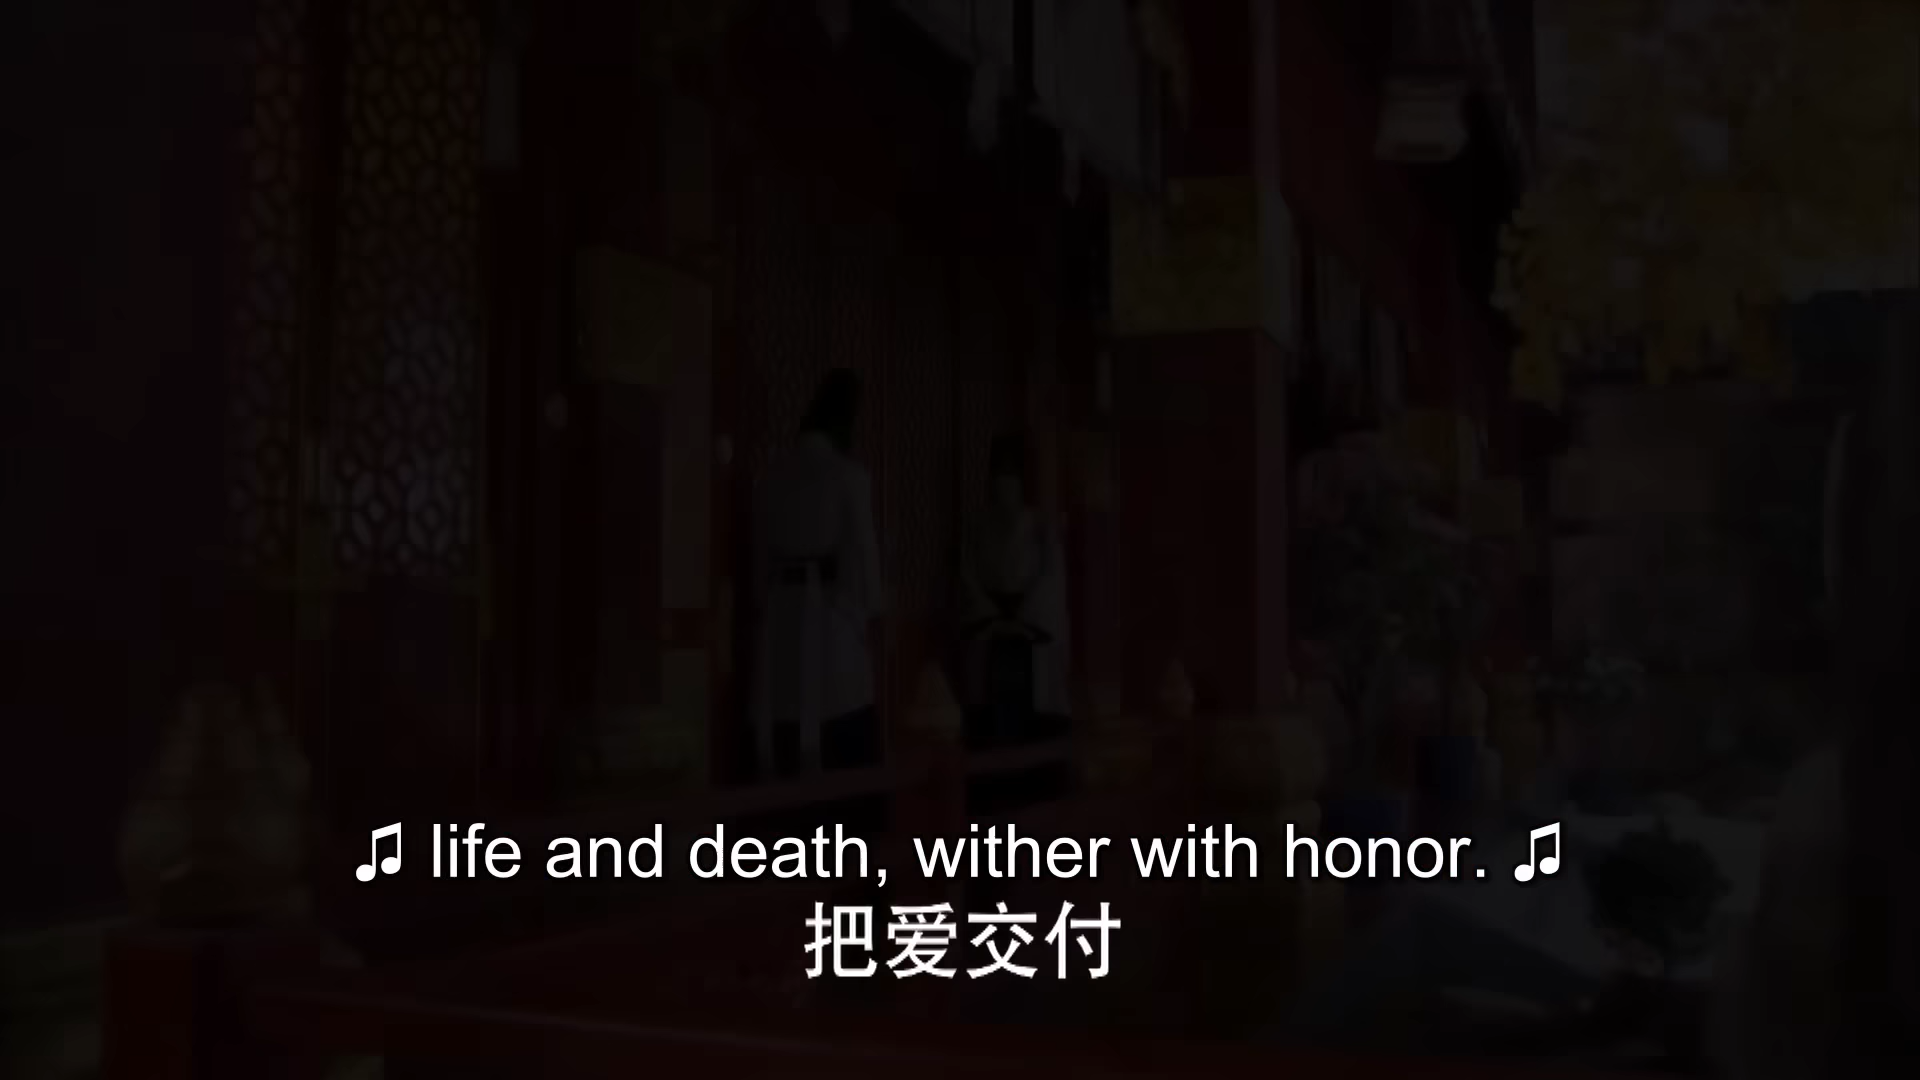 ♫ life and death, wither with honor. ♫
把爱交付